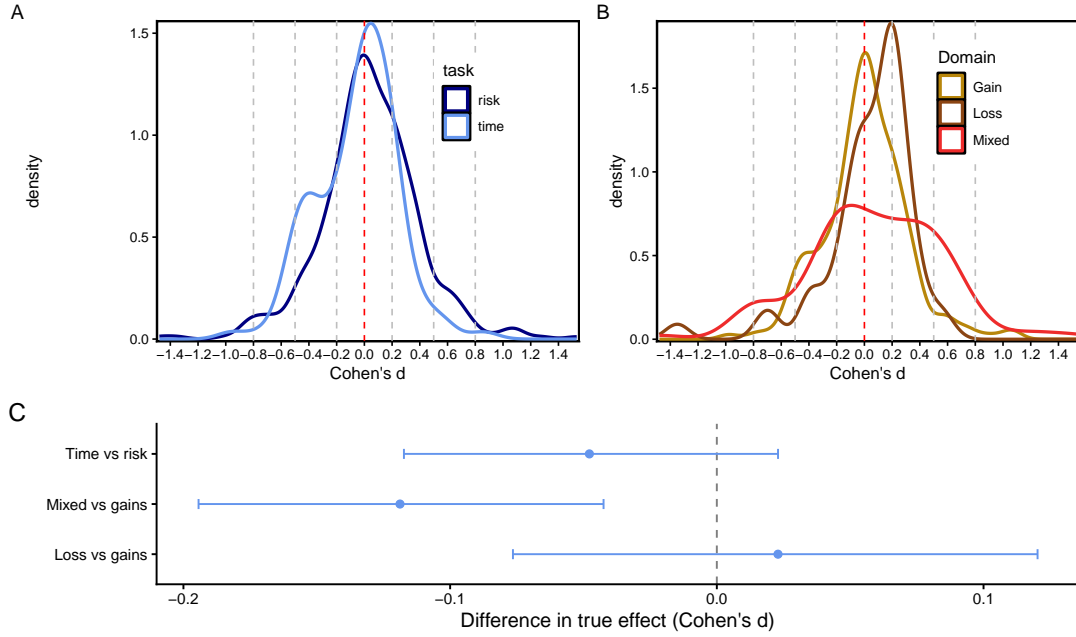 A
1.5
1.0
0.5
0.0
density
task
risk
time
−1.4 −1.2 −1.0 −0.8 −0.6 −0.4 −0.2 0.0 0.2 0.4 0.6 0.8 1.0 1.2 1.4
Cohen's d
B
1.5
1.0
0.5
0.0
density
Domain
Gain
Loss
Mixed
−1.4 −1.2 −1.0 −0.8 −0.6 −0.4 −0.2 0.0 0.2 0.4 0.6 0.8 1.0 1.2 1.4
Cohen's d
C
Time vs risk
Mixed vs gains
Loss vs gains
−0.2 −0.1 0.0 0.1
Difference in true effect (Cohen's d)